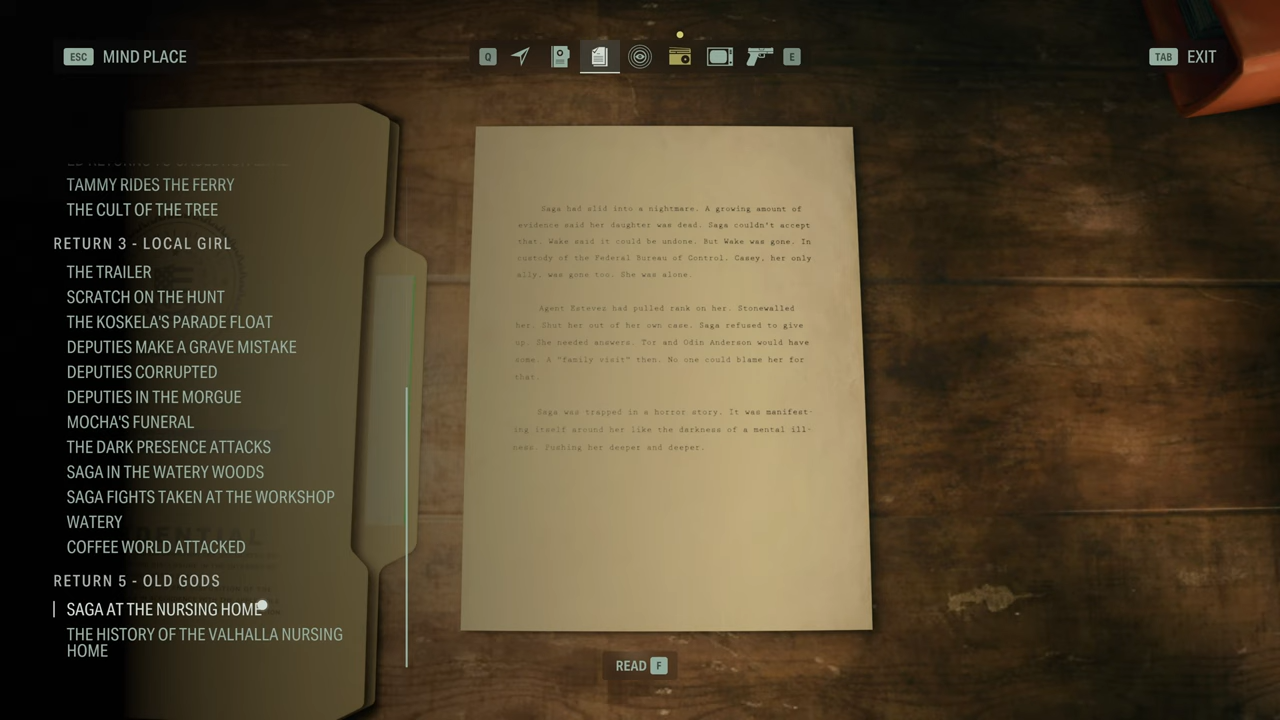 ESC MIND PLACE
Q
E
TAB EXIT
TAMMY RIDES THE FERRY
THE CULT OF THE TREE
RETURN 3 - LOCAL GIRL
THE TRAILER
SCRATCH ON THE HUNT
THE KOSKELA'S PARADE FLOAT
DEPUTIES MAKE A GRAVE MISTAKE
DEPUTIES CORRUPTED
DEPUTIES IN THE MORGUE
MOCHA'S FUNERAL
THE DARK PRESENCE ATTACKS
SAGA IN THE WATERY WOODS
SAGA FIGHTS TAKEN AT THE WORKSHOP
WATERY
COFFEE WORLD ATTACKED
RETURN 5 - OLD GODS
SAGA AT THE NURSING HOME
THE HISTORY OF THE VALHALLA NURSING
HOME
Saga had slid into a nightmare. A growing amount of
evidence said her daughter was dead. Saga couldn't accept
that. Wake said it could be undone. But Wake was gone. In
custody of the Federal Bureau of Control. Casey, her only
ally, was gone too. She was alone.
Agent Estevez had pulled rank on her. Stonewalled
her. Shut her out of her own case. Saga refused to give
up. She needed answers. Tor and Odin Anderson would have
some. A "family visit" then. No one could blame her for
that.
Saga was trapped in a horror story. It was manifest-
ing itself around her like the darkness of a mental ill-
ness. Pushing her deeper and deeper.
READ F